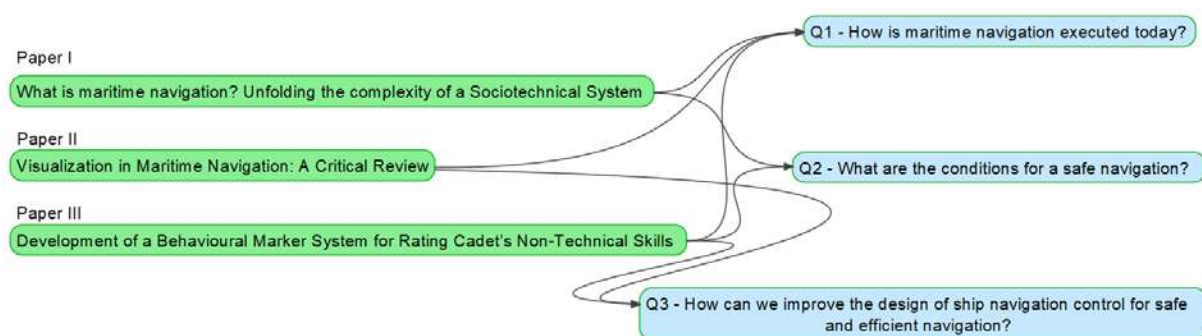 Paper I
What is maritime navigation? Unfolding the complexity of a Sociotechnical System
Paper II
Visualization in Maritime Navigation: A Critical Review
Paper III
Development of a Behavioural Marker System for Rating Cadet's Non-Technical Skills
Q1 - How is maritime navigation executed today?
Q2 - What are the conditions for a safe navigation?
Q3 - How can we improve the design of ship navigation control for safe
and efficient navigation?